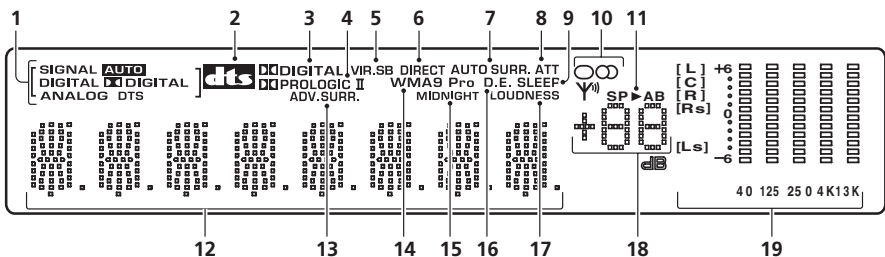 1 2 3 4 5 6 7 8 9 10 11
SIGNAL AUTO
DIGITAL DIGITAL
ANALOG DTS
dts
DIGITAL VIR.SB DIRECT AUTO SURR. ATT
PROLOGIC II WMA9 Pro D.E. SLEEP
ADV.SURR. MIDNIGHT LOUDNESS
SP►AB
+88
dB
[L] +6
[C]
[R]
[Rs] 0
[Ls]
-6
40 125 250 4K 13K
12 13 14 15 16 17 18 19